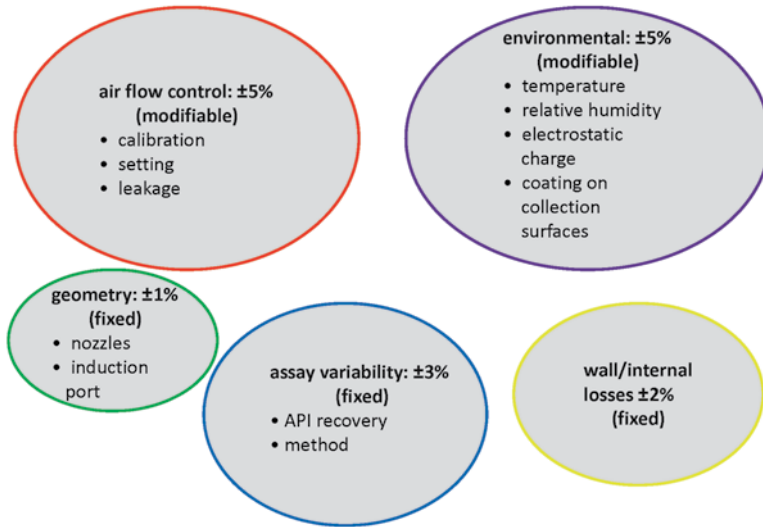 air flow control: ±5%
(modifiable)
• calibration
• setting
• leakage
environmental: ±5%
(modifiable)
• temperature
• relative humidity
• electrostatic
charge
• coating on
collection
surfaces
geometry: ±1%
(fixed)
• nozzles
• induction
port
assay variability: ±3%
(fixed)
• API recovery
• method
wall/internal
losses ±2%
(fixed)